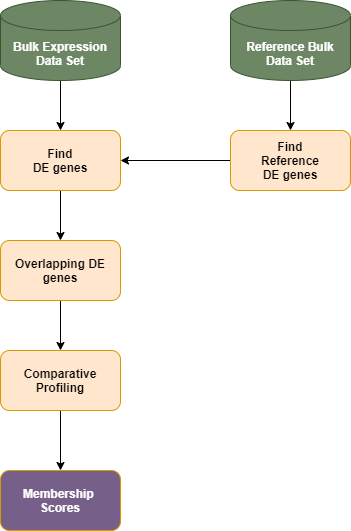 Bulk Expression
Data Set
Reference Bulk
Data Set
Find
DE genes
Find
Reference
DE genes
Overlapping DE
genes
Comparative
Profiling
Membership
Scores